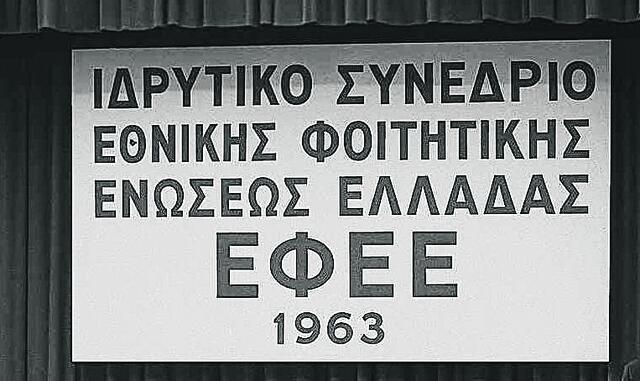 ΙΔΡΥΤΙΚΟ ΣΥΝΕΔΡΙΟ
ΕΘΝΙΚΗΣ ΦΟΙΤΗΤΙΚΗΣ
ΕΝΩΣΕΩΣ ΕΛΛΑΔΑΣ
ΕΦΕΕ
1963